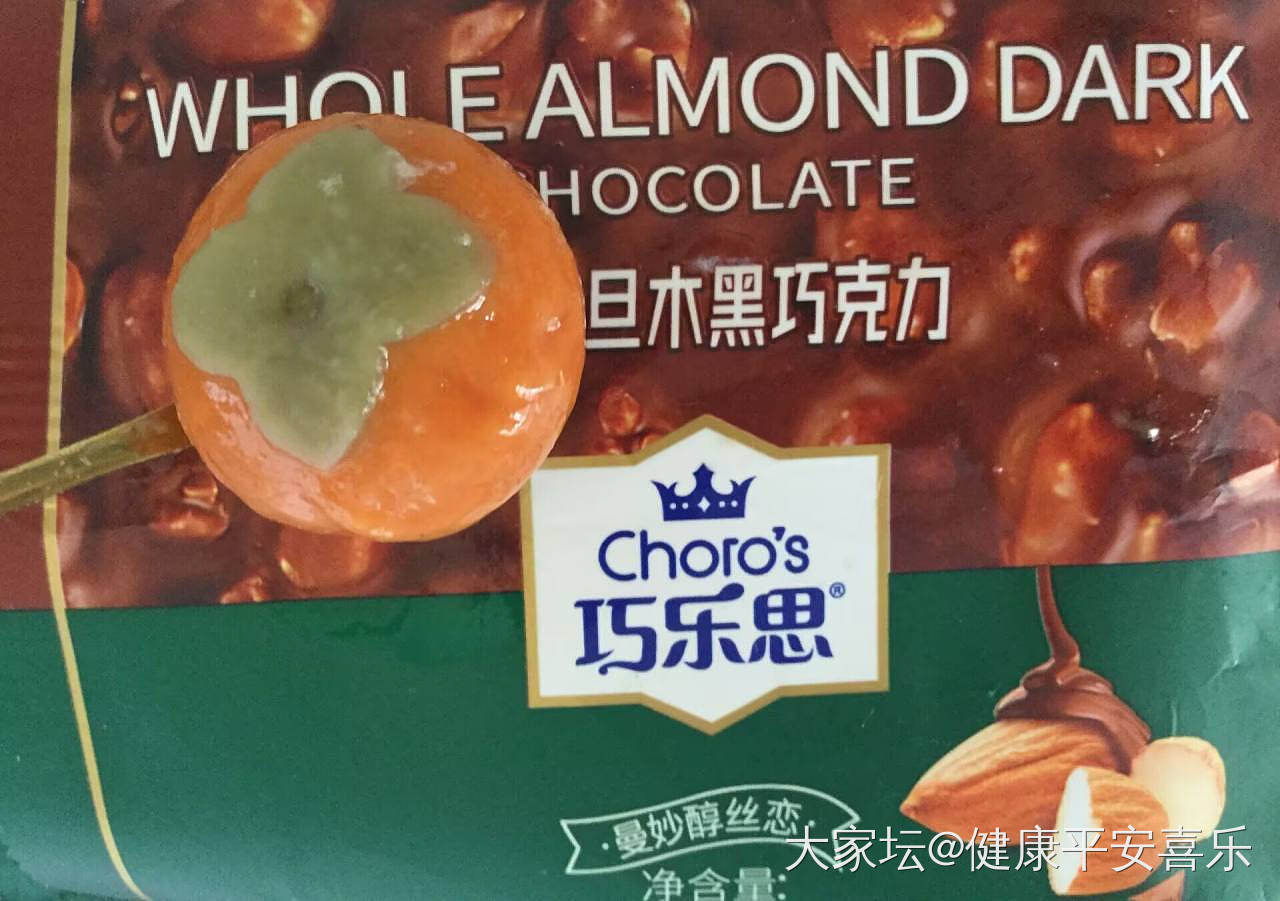 WHOLE ALMOND DARK
CHOCOLATE
旦木黑巧克力
Choro's
巧乐思®
·曼妙醇丝恋·
净含量:
大家坛@健康平安喜乐